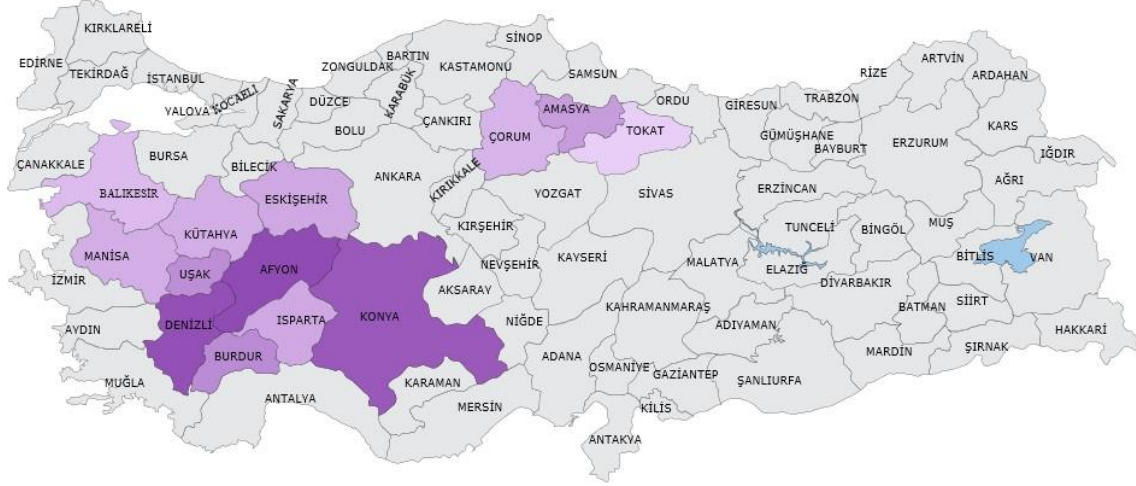 KIRKLARELİ
EDİRNE
TEKİRDAĞ
İSTANBUL
YALOVA
KOCAELİ
SAKARYA
DÜZCE
ZONGULDAK
BARTIN
KARABÜK
KASTAMONU
SİNOP
SAMSUN
ORDU
GİRESUN
TRABZON
RİZE
ARTVİN
ARDAHAN
KARS
IĞDIR
ÇANAKKALE
BURSA
BİLECİK
BOLU
ÇANKIRI
ÇORUM
AMASYA
TOKAT
GÜMÜŞHANE
BAYBURT
ERZURUM
AĞRI
BALIKESİR
ESKİŞEHİR
ANKARA
KIRIKKALE
YOZGAT
SİVAS
ERZİNCAN
TUNCELİ
BİNGÖL
MUŞ
MANİSA
KÜTAHYA
UŞAK
AFYON
KIRŞEHİR
NEVŞEHİR
KAYSERİ
MALATYA
ELAZIĞ
DİYARBAKIR
BİTLİS
VAN
İZMİR
AKSARAY
AYDIN
DENİZLİ
ISPARTA
KONYA
NİĞDE
KAHRAMANMARAŞ
ADIYAMAN
BATMAN
SİİRT
HAKKARİ
BURDUR
MUĞLA
ANTALYA
KARAMAN
MERSİN
ADANA
OSMANİYE
GAZİANTEP
ŞANLIURFA
MARDİN
ŞIRNAK
KİLİS
ANTAKYA